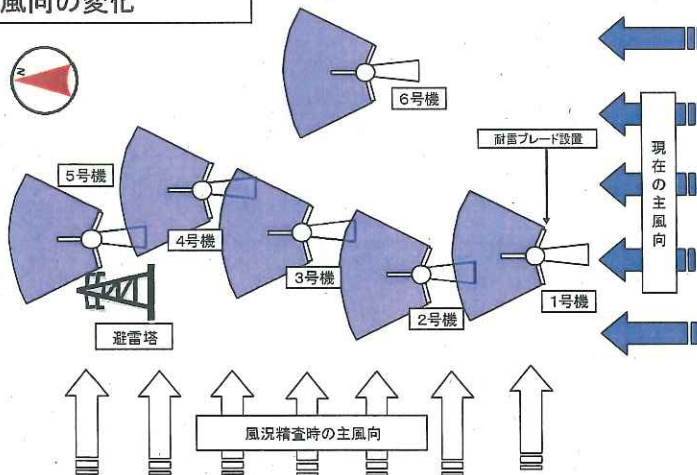 風向の変化
N
6号機
耐雷ブレード設置
現在の主風向
5号機
4号機
3号機
2号機
1号機
避雷塔
風況精査時の主風向